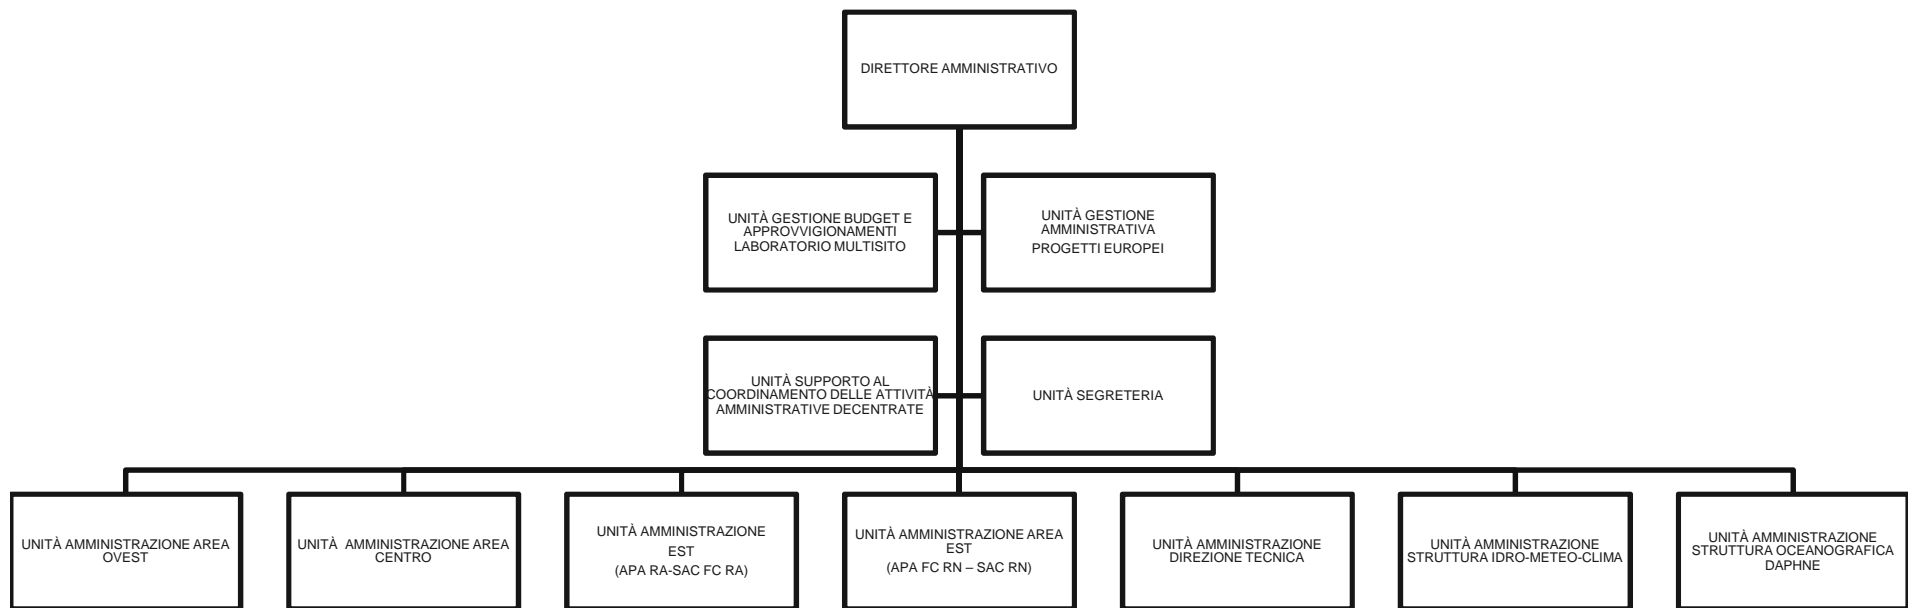 DIRETTORE AMMINISTRATIVO
UNITÀ GESTIONE BUDGET E
APPROVVIGIONAMENTI
LABORATORIO MULTISITO
UNITÀ GESTIONE
AMMINISTRATIVA
PROGETTI EUROPEI
UNITÀ SUPPORTO AL
COORDINAMENTO DELLE ATTIVITÀ
AMMINISTRATIVE DECENTRATE
UNITÀ SEGRETERIA
UNITÀ AMMINISTRAZIONE AREA
OVEST
UNITÀ AMMINISTRAZIONE AREA
CENTRO
UNITÀ AMMINISTRAZIONE
EST
(APA RA-SAC FC RA)
UNITÀ AMMINISTRAZIONE AREA
EST
(APA FC RN – SAC RN)
UNITÀ AMMINISTRAZIONE
DIREZIONE TECNICA
UNITÀ AMMINISTRAZIONE
STRUTTURA IDRO-METEO-CLIMA
UNITÀ AMMINISTRAZIONE
STRUTTURA OCEANOGRAFICA
DAPHNE